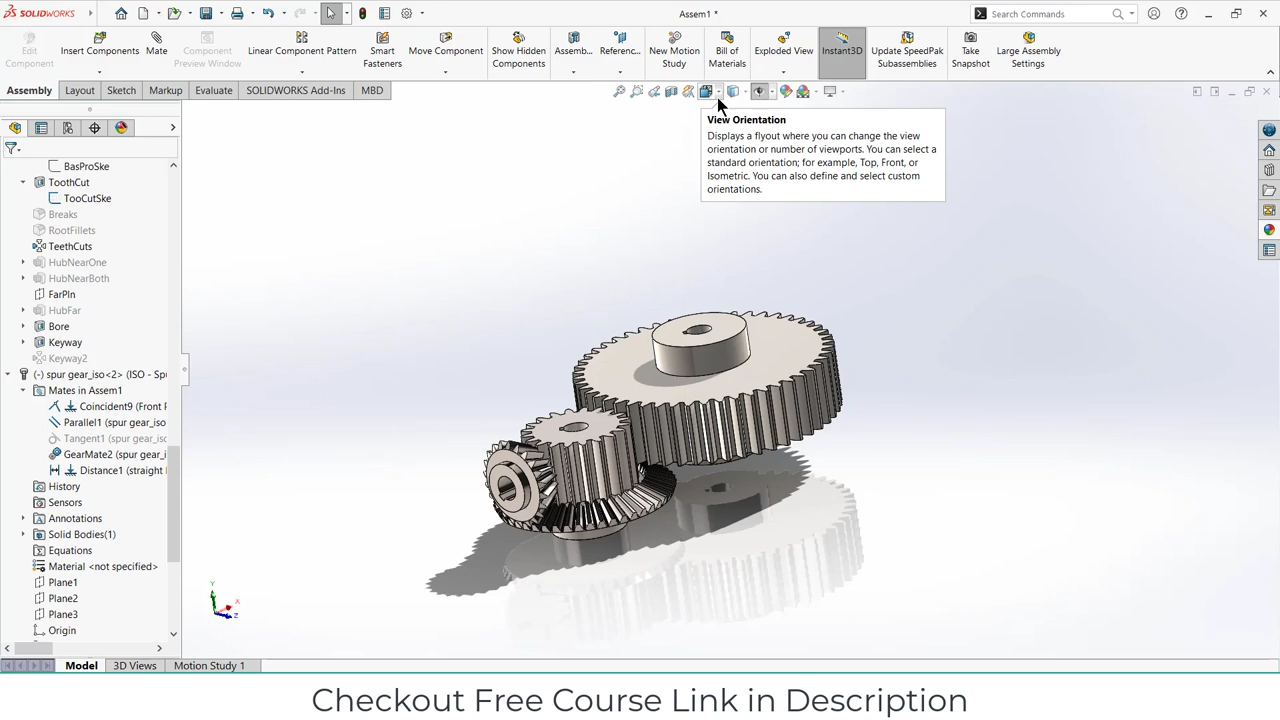 SOLIDWORKS
Assem1 *
Search Commands
Edit
Component
Insert Components
Mate
Component
Preview Window
Linear Component Pattern
Smart
Fasteners
Move Component
Show Hidden
Components
Assemb...
Referenc...
New Motion
Study
Bill of
Materials
Exploded View
Instant3D
Update SpeedPak
Subassemblies
Take
Snapshot
Large Assembly
Settings
Assembly
Layout
Sketch
Markup
Evaluate
SOLIDWORKS Add-Ins
MBD
View Orientation
Displays a flyout where you can change the view
orientation or number of viewports. You can select a
standard orientation; for example, Top, Front, or
Isometric. You can also define and select custom
orientations.
BasProSke
ToothCut
TooCutSke
Breaks
RootFillets
TeethCuts
HubNearOne
HubNearBoth
FarPln
HubFar
Bore
Keyway
Keyway2
(-) spur gear_iso<2> (ISO - Spu
Mates in Assem1
Coincident9 (Front P
Parallel1 (spur gear_iso
Tangent1 (spur gear_iso
GearMate2 (spur gear_i
Distance1 (straight
History
Sensors
Annotations
Solid Bodies(1)
Equations
Material <not specified>
Plane1
Plane2
Plane3
Origin
Y
X
Z
Model
3D Views
Motion Study 1
Checkout Free Course Link in Description